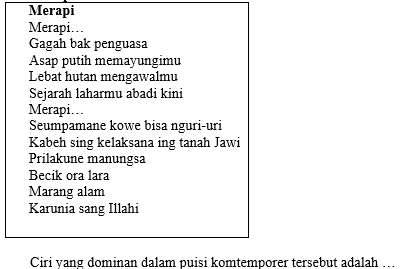 Merapi
Merapi…
Gagah bak penguasa
Asap putih memayungimu
Lebat hutan mengawalmu
Sejarah laharmu abadi kini
Merapi…
Seumpamane kowe bisa nguri-uri
Kabeh sing kelaksana ing tanah Jawi
Prilakune manungsa
Becik ora lara
Marang alam
Karunia sang Illahi
Ciri yang dominan dalam puisi komtemporer tersebut adalah …